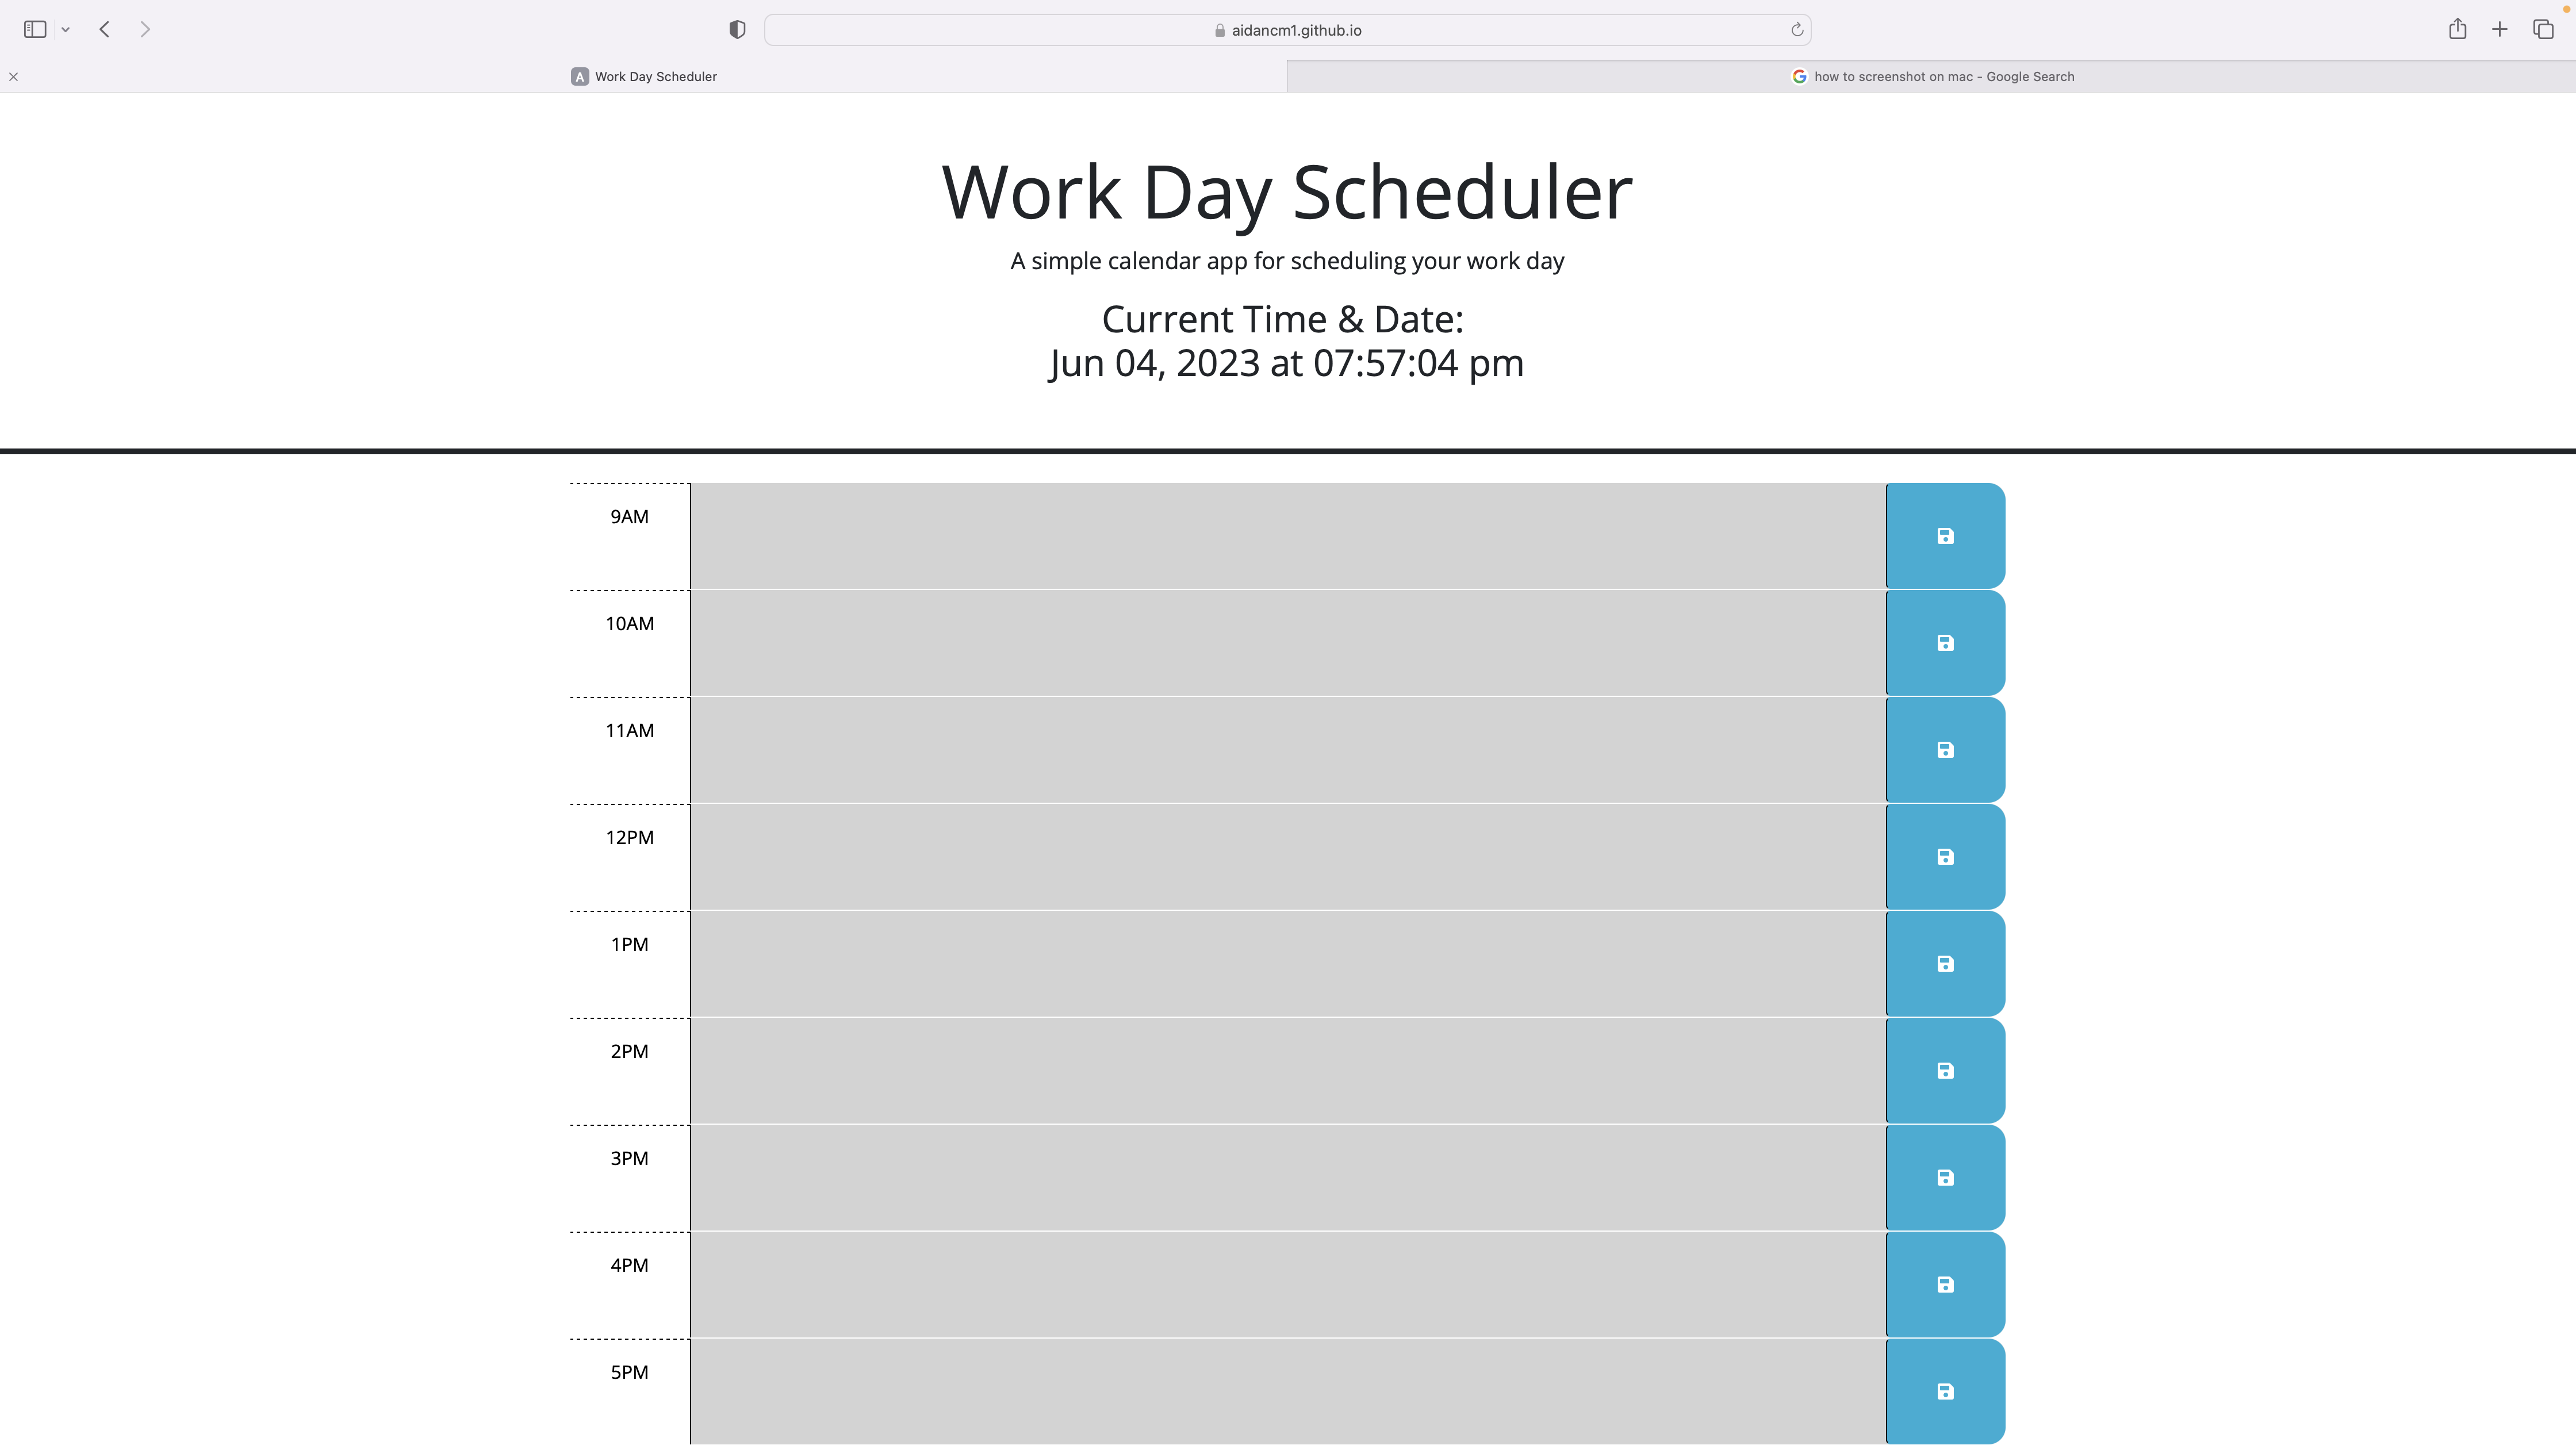 aidancm1.github.io
A Work Day Scheduler
how to screenshot on mac - Google Search
Work Day Scheduler
A simple calendar app for scheduling your work day
Current Time & Date:
Jun 04, 2023 at 07:57:04 pm
9AM
10AM
11AM
12PM
1PM
2PM
3PM
4PM
5PM